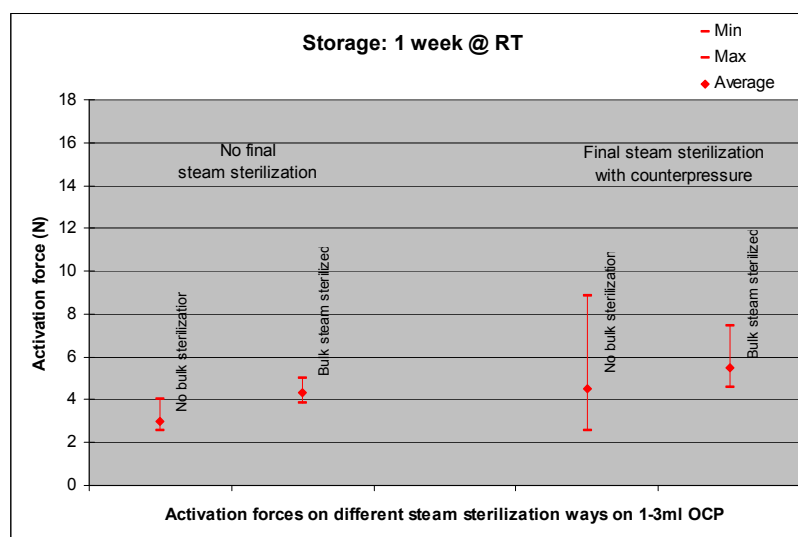 Storage: 1 week @ RT
Min
Max
Average
18
16
14
12
10
8
6
4
2
0
Activation force (N)
No final
steam sterilization
Final steam sterilization
with counterpressure
No bulk sterilization
Bulk steam sterilized
No bulk sterilization
Bulk steam sterilized
Activation forces on different steam sterilization ways on 1-3ml OCP